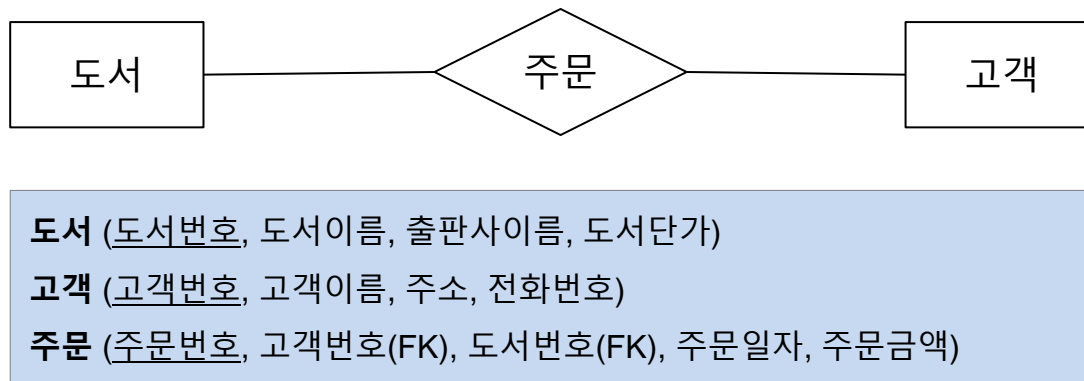 도서 주문 고객
도서 (도서번호, 도서이름, 출판사이름, 도서단가)
고객 (고객번호, 고객이름, 주소, 전화번호)
주문 (주문번호, 고객번호(FK), 도서번호(FK), 주문일자, 주문금액)